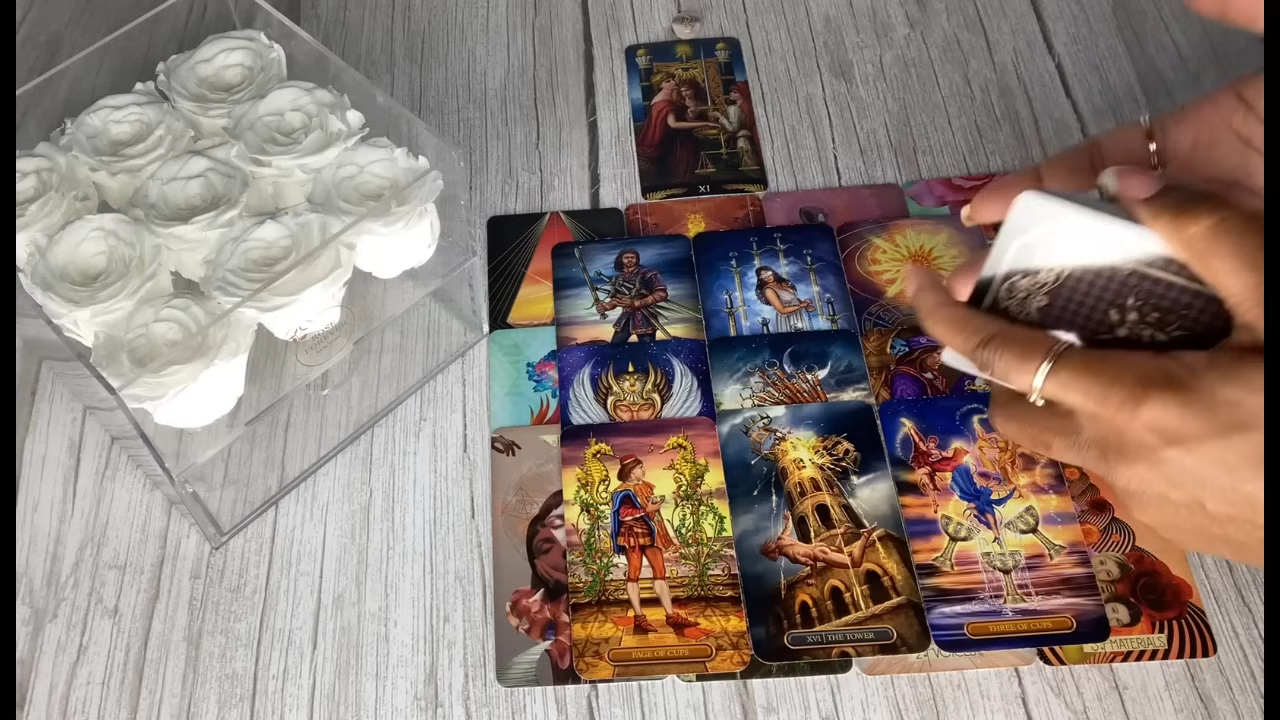 XI
PAGE OF CUPS
XVI | THE TOWER
THREE OF CUPS
MATERIALS